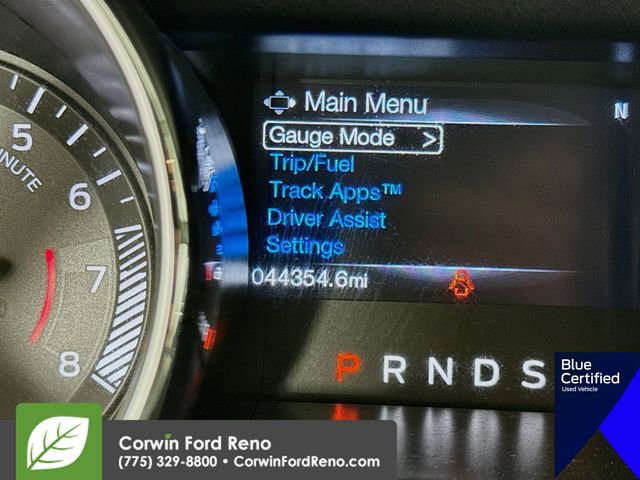 Main Menu
N
Gauge Mode >
Trip/Fuel
Track Apps™
Driver Assist
Settings
044354.6mi
5
INUTE
6
7
8
P R N D S
Blue
Certified
Used Vehicle
Corwin Ford Reno
(775) 329-8800 • CorwinFordReno.com